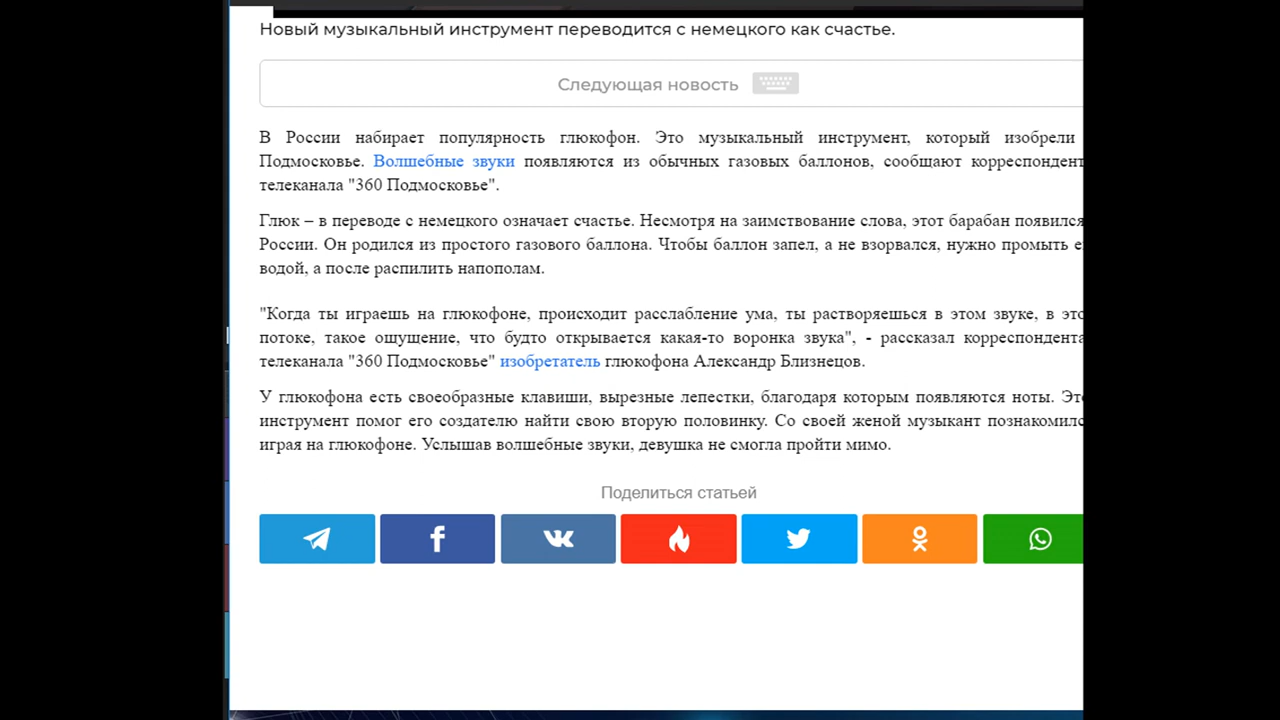 Новый музыкальный инструмент переводится с немецкого как счастье.
Следующая новость
В России набирает популярность глюкофон. Это музыкальный инструмент, который изобрели
Подмосковье. Волшебные звуки появляются из обычных газовых баллонов, сообщают корреспондент
телеканала "360 Подмосковье".
Глюк – в переводе с немецкого означает счастье. Несмотря на заимствование слова, этот барабан появился
России. Он родился из простого газового баллона. Чтобы баллон запел, а не взорвался, нужно промыть е
водой, а после распилить напополам.
"Когда ты играешь на глюкофоне, происходит расслабление ума, ты растворяешься в этом звуке, в это
потоке, такое ощущение, что будто открывается какая-то воронка звука", - рассказал корреспондента
телеканала "360 Подмосковье" изобретатель глюкофона Александр Близнецов.
У глюкофона есть своеобразные клавиши, вырезные лепестки, благодаря которым появляются ноты. Это
инструмент помог его создателю найти свою вторую половинку. Со своей женой музыкант познакомилс
играя на глюкофоне. Услышав волшебные звуки, девушка не смогла пройти мимо.
Поделиться статьей